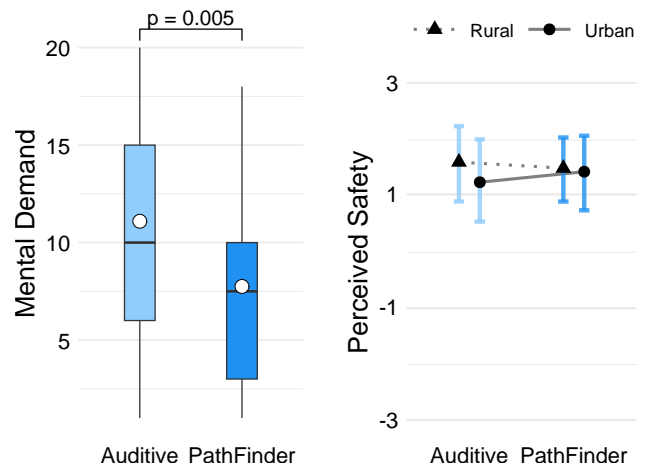 p = 0.005
Mental Demand
20
15
10
5
Auditive PathFinder
Rural Urban
Perceived Safety
3
1
-1
-3
Auditive PathFinder